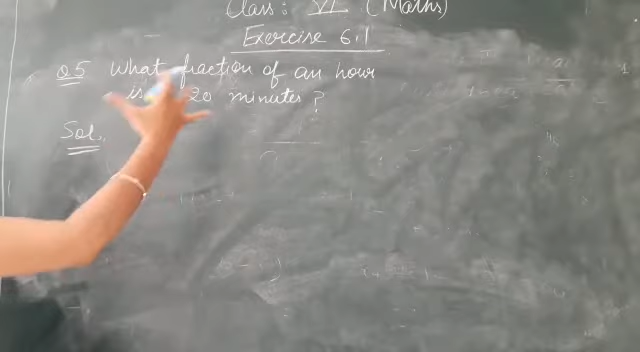 Class: VI (Maths)
Exercise 6.1
Q5 What fraction of an hour
is 20 minutes?
Sol.